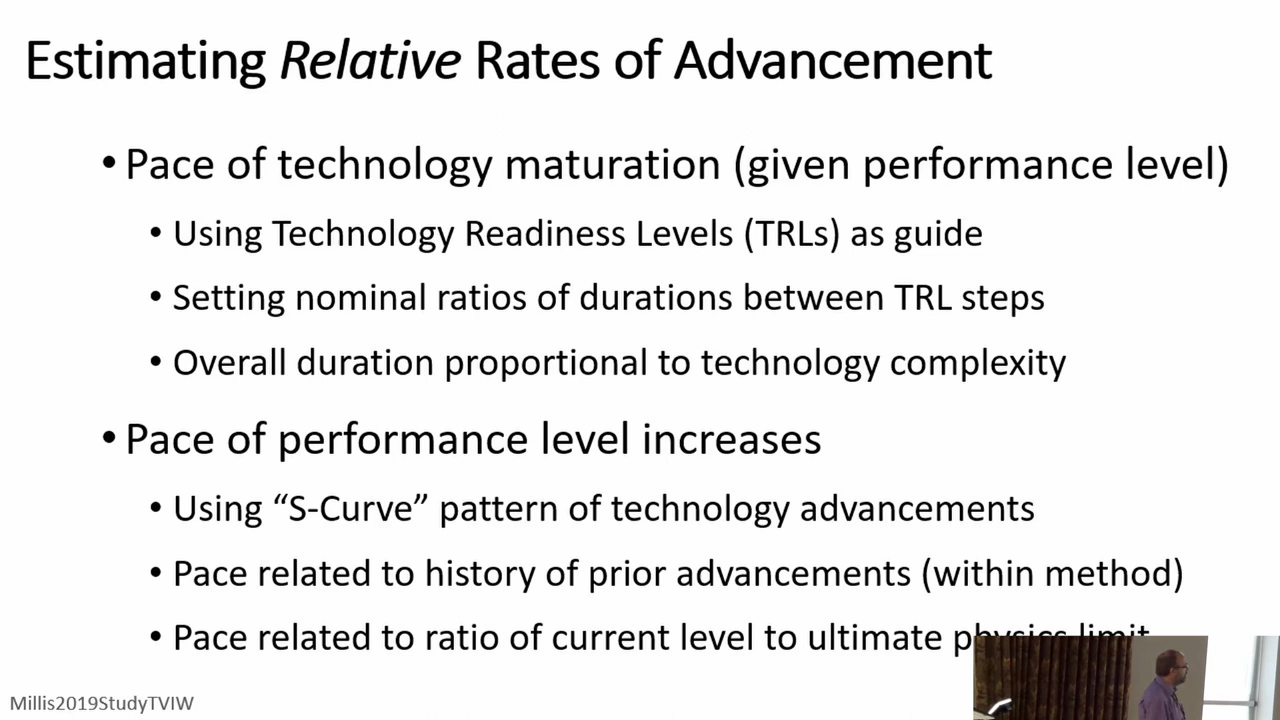 Estimating Relative Rates of Advancement
• Pace of technology maturation (given performance level)
• Using Technology Readiness Levels (TRLs) as guide
• Setting nominal ratios of durations between TRL steps
• Overall duration proportional to technology complexity
• Pace of performance level increases
• Using “S-Curve” pattern of technology advancements
• Pace related to history of prior advancements (within method)
• Pace related to ratio of current level to ultimate physics limit
Millis2019StudyTVIW